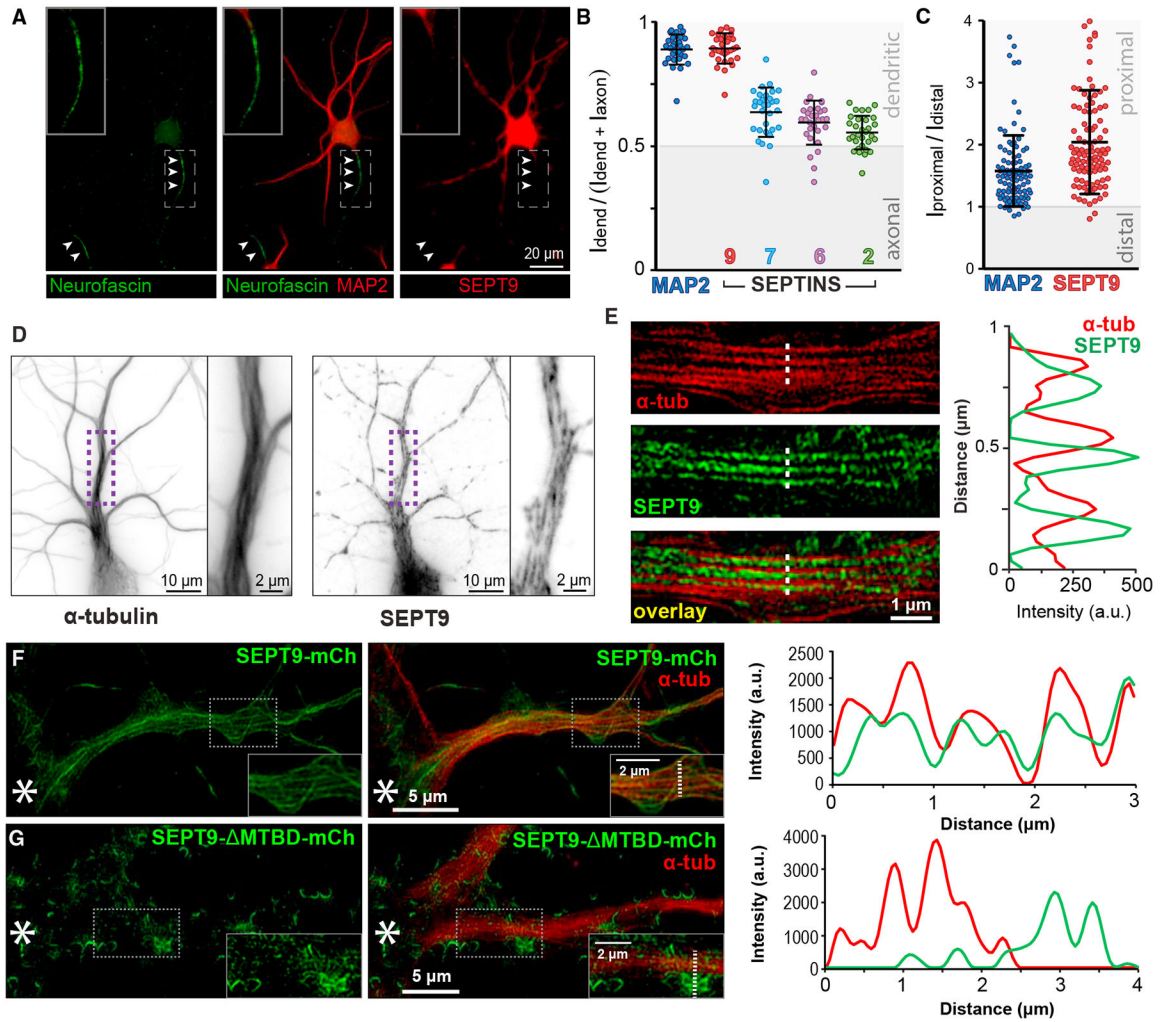 A
Neurofascin
Neurofascin MAP2
SEPT9
20 μm
B
Idend / (Idend + Iaxon)
1
0.5
0
dendritic
axonal
9
7
6
2
MAP2
SEPTINS
C
Iproximal / Idistal
4
3
2
1
0
proximal
distal
MAP2
SEPT9
D
10 μm
2 μm
10 μm
2 μm
α-tubulin
SEPT9
E
α-tub
SEPT9
overlay
1 μm
α-tub
SEPT9
Distance (μm)
1
0.5
0
0
250
500
Intensity (a.u.)
F
SEPT9-mCh
SEPT9-mCh
α-tub
*
*
5 μm
2 μm
Intensity (a.u.)
2500
2000
1500
1000
500
0
0
1
2
3
Distance (μm)
G
SEPT9-ΔMTBD-mCh
SEPT9-ΔMTBD-mCh
α-tub
*
*
5 μm
2 μm
Intensity (a.u.)
4000
3000
2000
1000
0
0
1
2
3
4
Distance (μm)